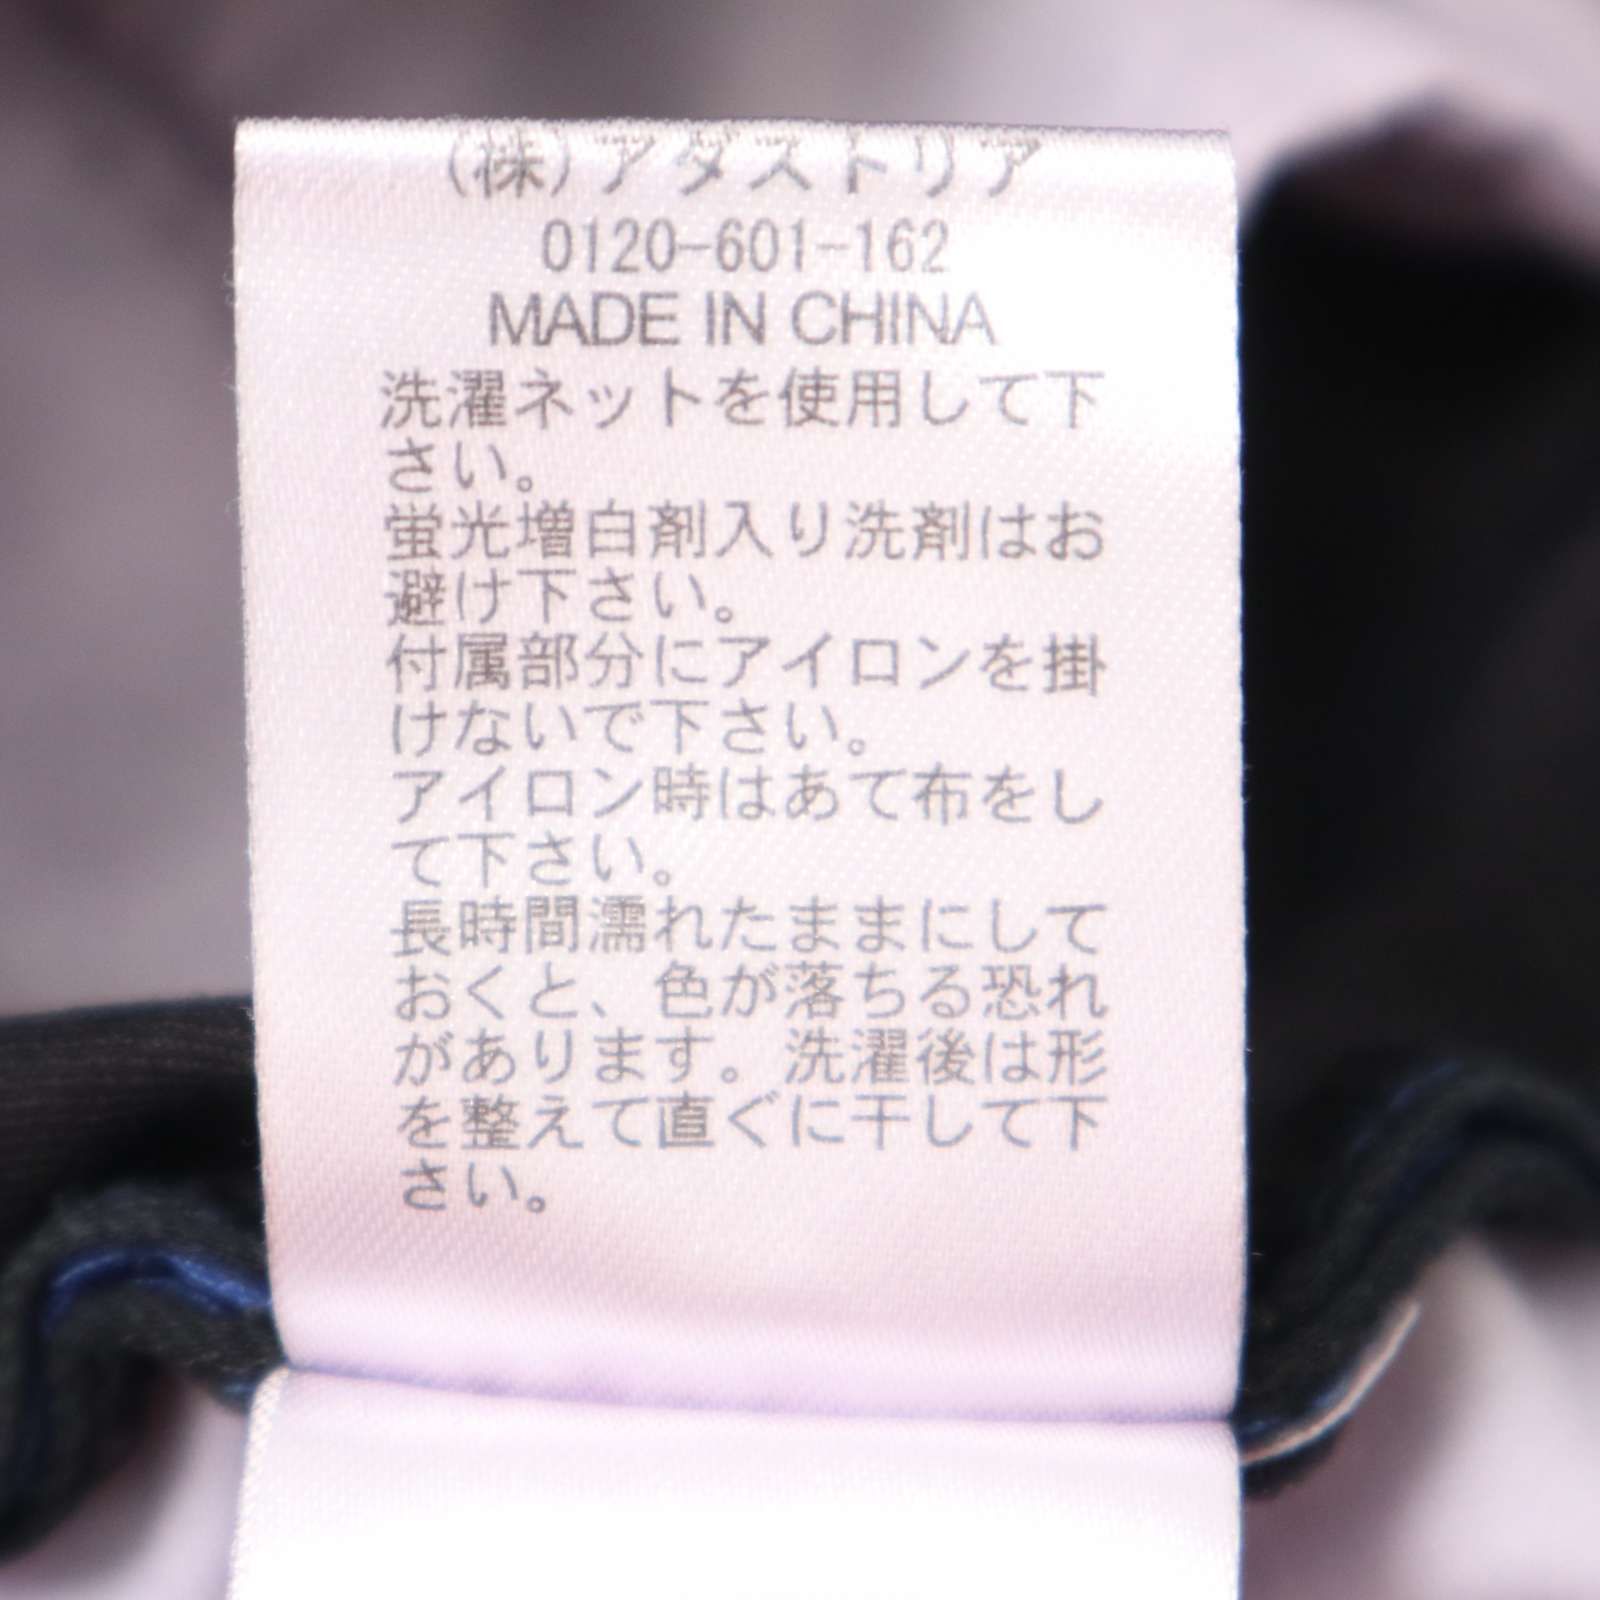 (株)アダストリア
0120-601-162
MADE IN CHINA
洗濯ネットを使用して下
さい。
蛍光増白剤入り洗剤はお
避け下さい。
付属部分にアイロンを掛
けないで下さい。
アイロン時はあて布をし
て下さい。
長時間濡れたままにして
おくと、色が落ちる恐れ
があります。洗濯後は形
を整えて直ぐに干して下
さい。